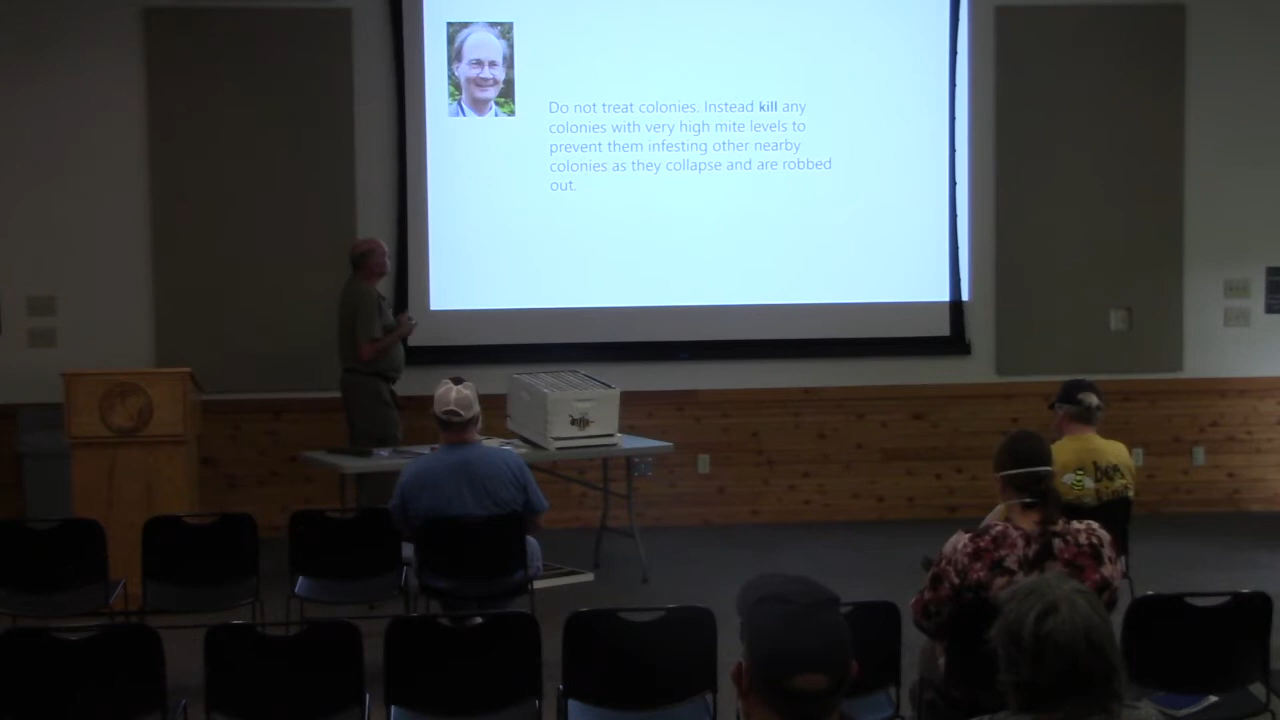 Do not treat colonies. Instead kill any
colonies with very high mite levels to
prevent them infesting other nearby
colonies as they collapse and are robbed
out.
Bee